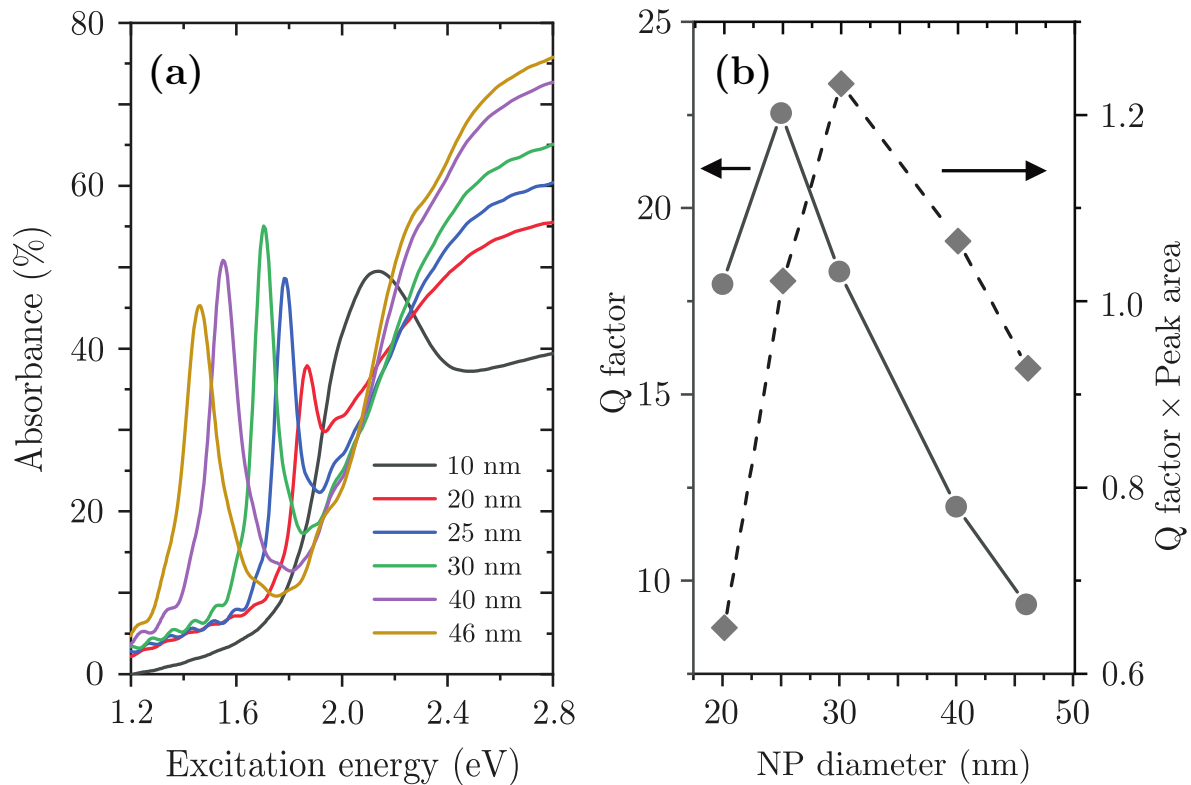 (a)
80
60
40
20
0
Absorbance (%)
10 nm
20 nm
25 nm
30 nm
40 nm
46 nm
1.2 1.6 2.0 2.4 2.8
Excitation energy (eV)
(b)
25
20
15
10
Q factor
1.2
1.0
0.8
0.6
Q factor × Peak area
20 30 40 50
NP diameter (nm)